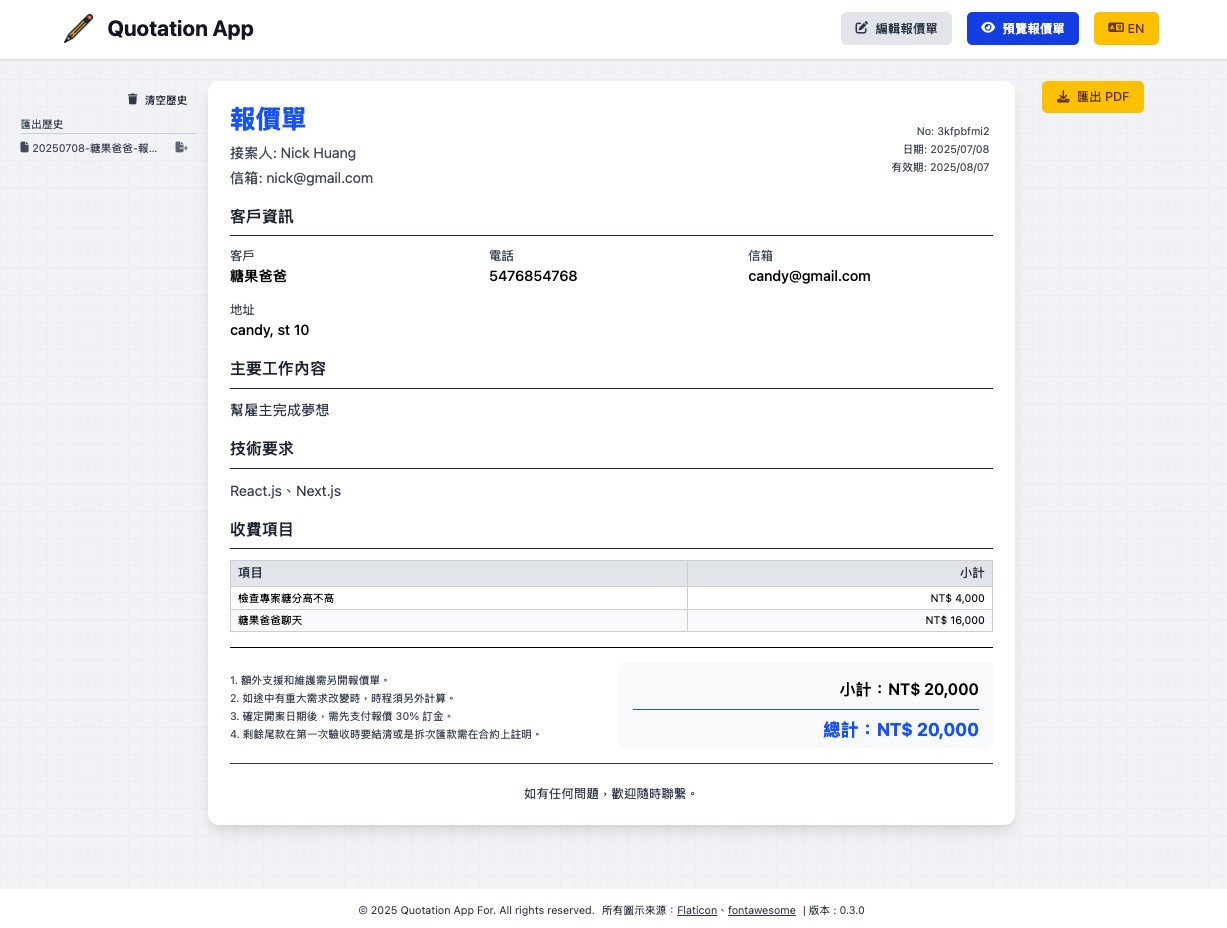 Quotation App
編輯報價單
預覽報價單
EN
清空歷史
匯出歷史
20250708-糖果爸爸-報...
匯出 PDF
報價單
接案人: Nick Huang
信箱: nick@gmail.com
No: 3kfpbfmi2
日期: 2025/07/08
有效期: 2025/08/07
客戶資訊
客戶
糖果爸爸
電話
5476854768
信箱
candy@gmail.com
地址
candy, st 10
主要工作內容
幫雇主完成夢想
技術要求
React.js、Next.js
收費項目
項目 小計
檢查專案糖分高不高 NT$ 4,000
糖果爸爸聊天 NT$ 16,000
1. 額外支援和維護需另開報價單。
2. 如途中有重大需求改變時，時程須另外計算。
3. 確定開案日期後，需先支付報價 30% 訂金。
4. 剩餘尾款在第一次驗收時要結清或是拆次匯款需在合約上註明。
小計：NT$ 20,000
總計：NT$ 20,000
如有任何問題，歡迎隨時聯繫。
© 2025 Quotation App For. All rights reserved. 所有圖示來源：Flaticon、fontawesome | 版本 : 0.3.0